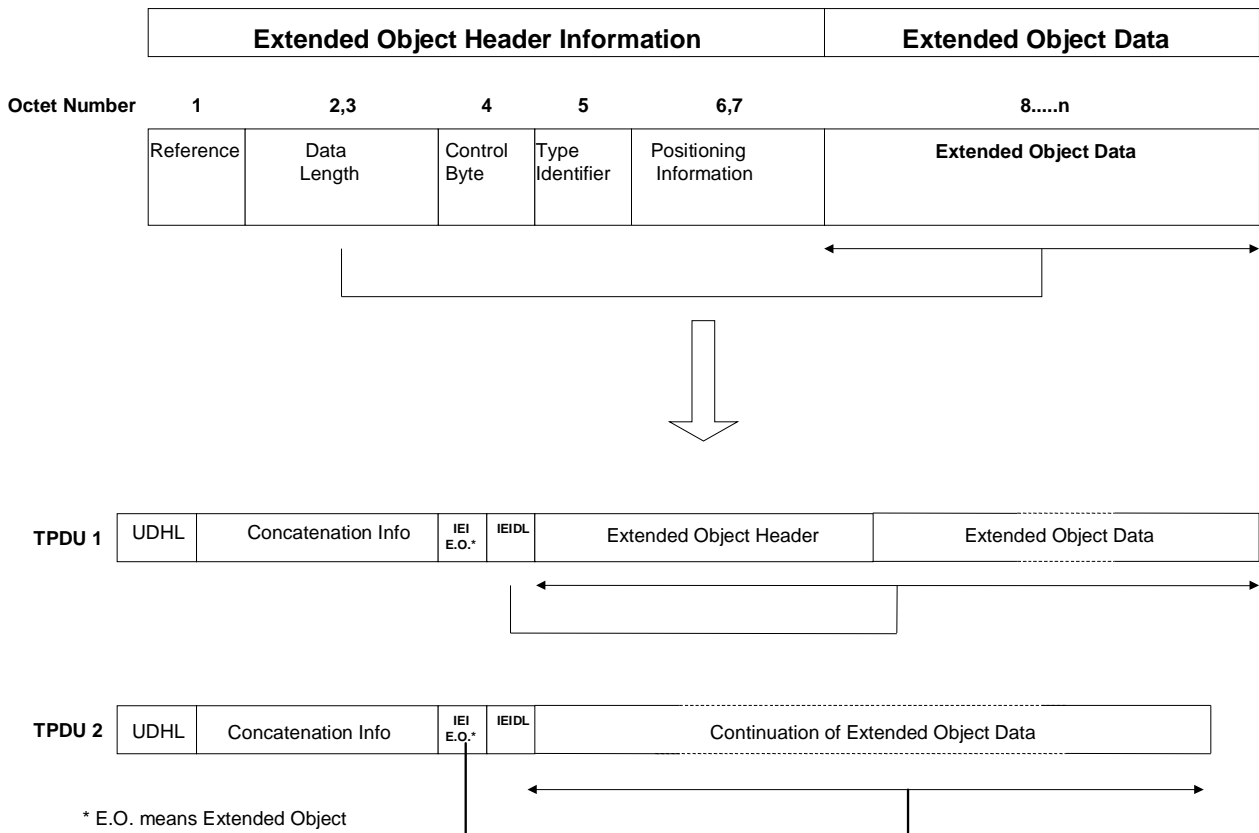 Extended Object Header Information Extended Object Data
Octet Number 1 2,3 4 5 6,7 8.....n
Reference Data Length Control Byte Type Identifier Positioning Information Extended Object Data
TPDU 1 UDHL Concatenation Info IEI E.O.* IEIDL Extended Object Header Extended Object Data
TPDU 2 UDHL Concatenation Info IEI E.O.* IEIDL Continuation of Extended Object Data
* E.O. means Extended Object